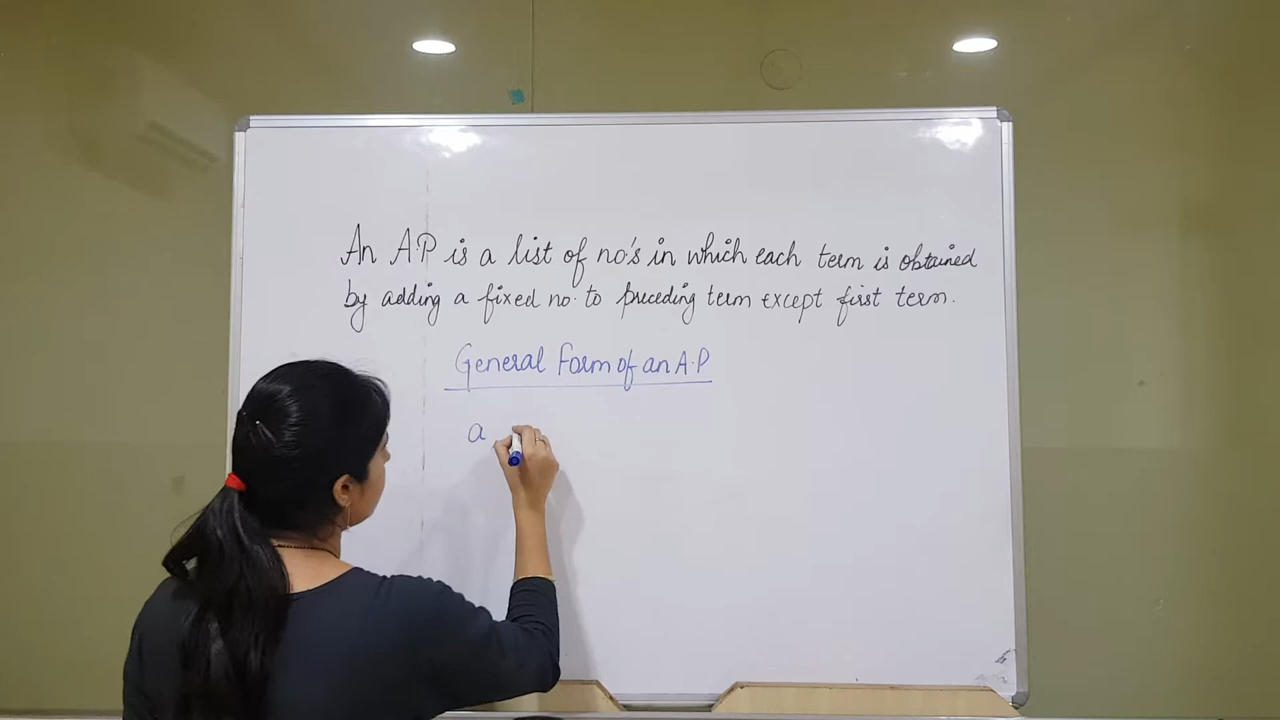 An A.P is a list of no's in which each term is obtained
by adding a fixed no. to preceding term except first term.
General Form of an A.P
a